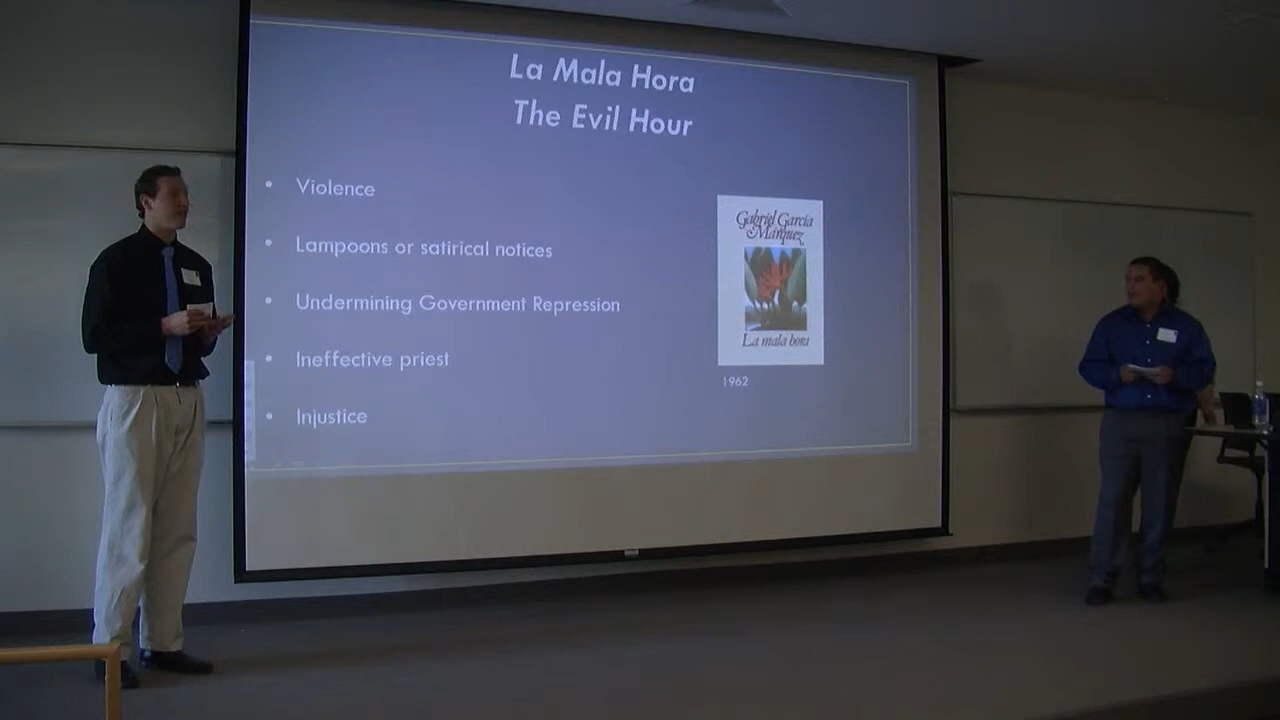 La Mala Hora
The Evil Hour
• Violence
• Lampoons or satirical notices
• Undermining Government Repression
• Ineffective priest
• Injustice
Gabriel García
Márquez
La mala hora
1962